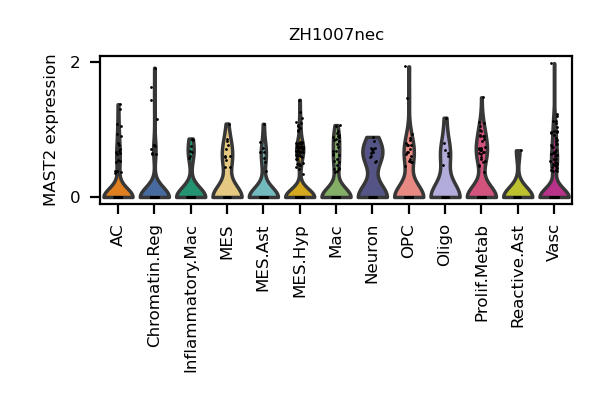 ZH1007nec
MAST2 expression
2
0
AC
Chromatin.Reg
Inflammatory.Mac
MES
MES.Ast
MES.Hyp
Mac
Neuron
OPC
Oligo
Prolif.Metab
Reactive.Ast
Vasc